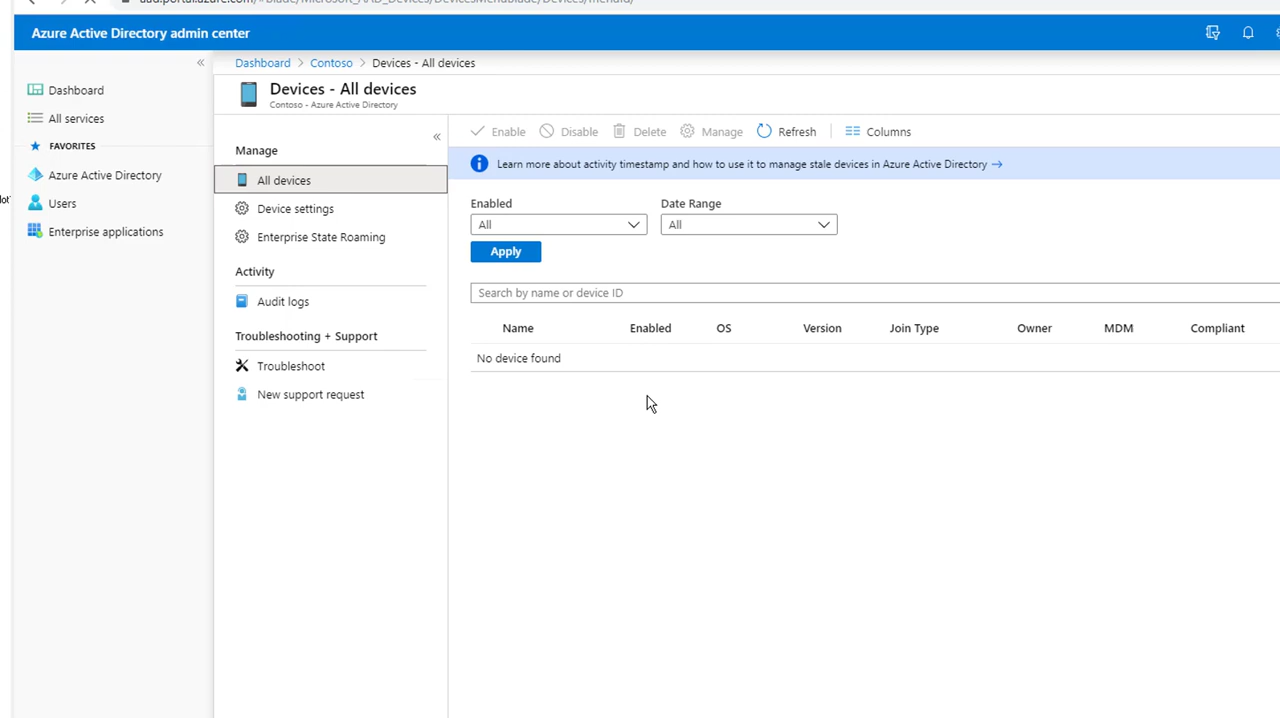 Azure Active Directory admin center
Dashboard
All services
FAVORITES
Azure Active Directory
Users
Enterprise applications
Dashboard > Contoso > Devices - All devices
Devices - All devices
Contoso - Azure Active Directory
Manage
All devices
Device settings
Enterprise State Roaming
Activity
Audit logs
Troubleshooting + Support
Troubleshoot
New support request
Enable Disable Delete Manage Refresh Columns
Learn more about activity timestamp and how to use it to manage stale devices in Azure Active Directory →
Enabled Date Range
All All
Apply
Search by name or device ID
Name Enabled OS Version Join Type Owner MDM Compliant
No device found